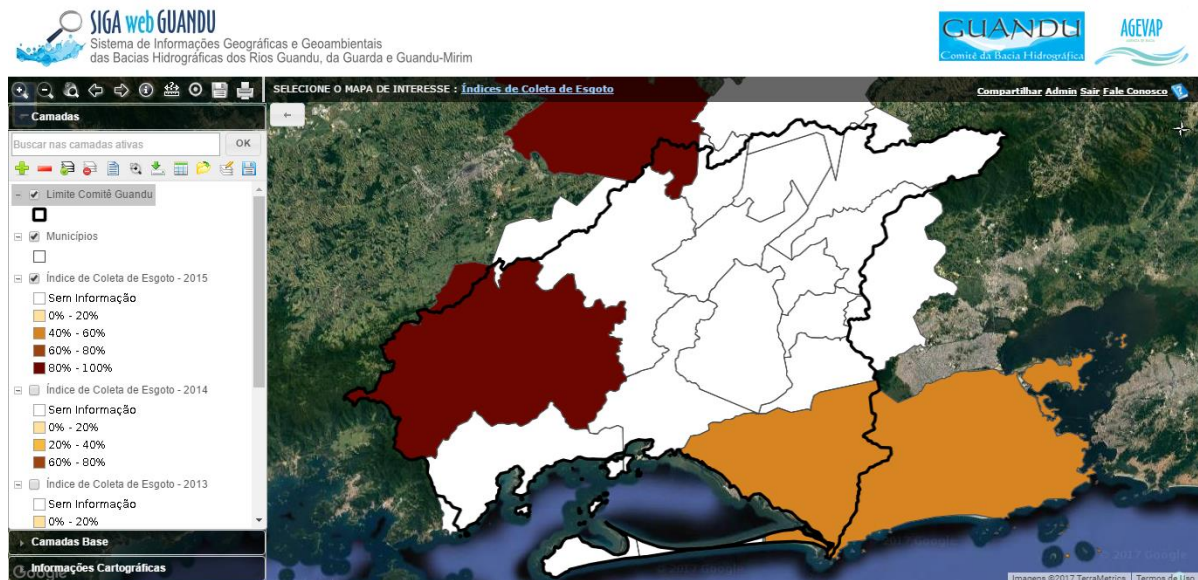 SIGA web GUANDU
Sistema de Informações Geográficas e Geoambientais
das Bacias Hidrográficas dos Rios Guandu, da Guarda e Guandu-Mirim
GUANDU
Comitê da Bacia Hidrográfica
AGEVAP
SELECIONE O MAPA DE INTERESSE : Índices de Coleta de Esgoto
Compartilhar Admin Sair Fale Conosco
Camadas
Buscar nas camadas ativas
OK
Limite Comitê Guandu
Municípios
Índice de Coleta de Esgoto - 2015
Sem Informação
0% - 20%
40% - 60%
60% - 80%
80% - 100%
Índice de Coleta de Esgoto - 2014
Sem Informação
0% - 20%
20% - 40%
60% - 80%
Índice de Coleta de Esgoto - 2013
Sem Informação
0% - 20%
Camadas Base
Informações Cartográficas
Google
©2017 Google
Imagens ©2017 TerraMetrics
Termos de Uso